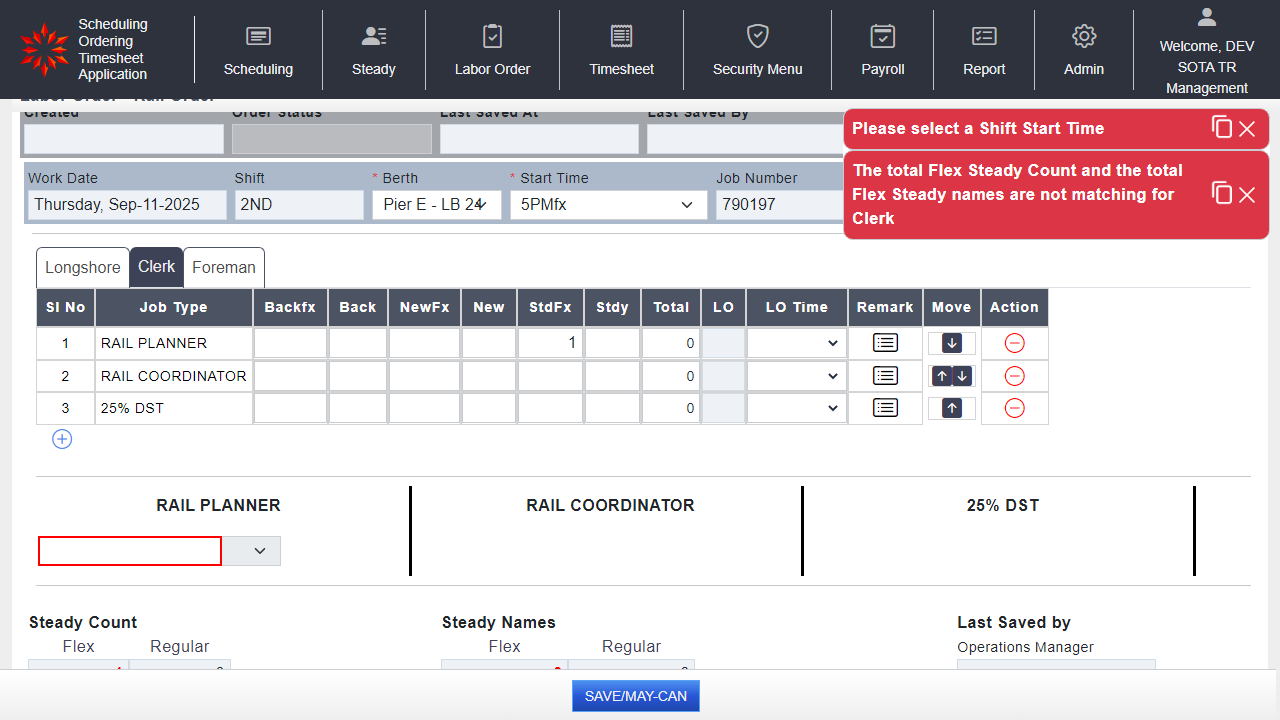 Scheduling
Ordering
Timesheet
Application
Scheduling
Steady
Labor Order
Timesheet
Security Menu
Payroll
Report
Admin
Welcome, DEV
SOTA TR
Management
Labor Order - Rail Order
Created
Order Status
Last Saved At
Last Saved By
Please select a Shift Start Time
The total Flex Steady Count and the total
Flex Steady names are not matching for
Clerk
Work Date
Shift
* Berth
* Start Time
Job Number
Thursday, Sep-11-2025
2ND
Pier E - LB 24
5PMfx
790197
Longshore
Clerk
Foreman
SI No Job Type Backfx Back NewFx New StdFx Stdy Total LO LO Time Remark Move Action
1 RAIL PLANNER 1 0
2 RAIL COORDINATOR 0
3 25% DST 0
RAIL PLANNER
RAIL COORDINATOR
25% DST
Steady Count
Steady Names
Last Saved by
Flex
Regular
Flex
Regular
Operations Manager
SAVE/MAY-CAN